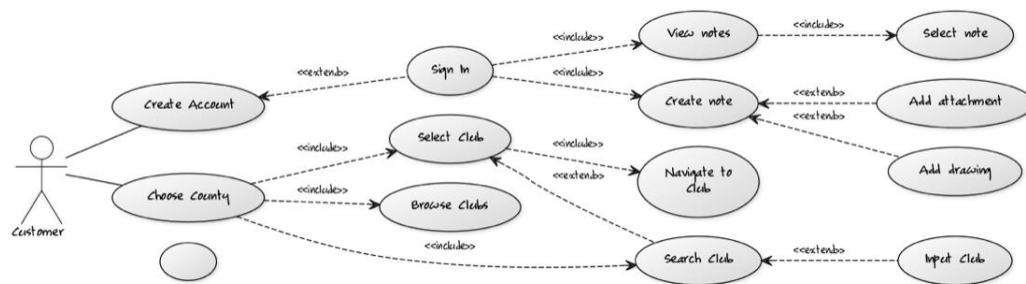 View notes
<<include>>
Select note
<<include>>
Sign In
<<extend>>
<<include>>
Create Account
Create note
<<extend>>
Add attachment
<<extend>>
Select Club
<<include>>
<<include>>
<<extend>>
Navigate to
Club
Add drawing
Choose County
<<include>>
Browse Clubs
Customer
<<include>>
Search Club
<<extend>>
Input Club